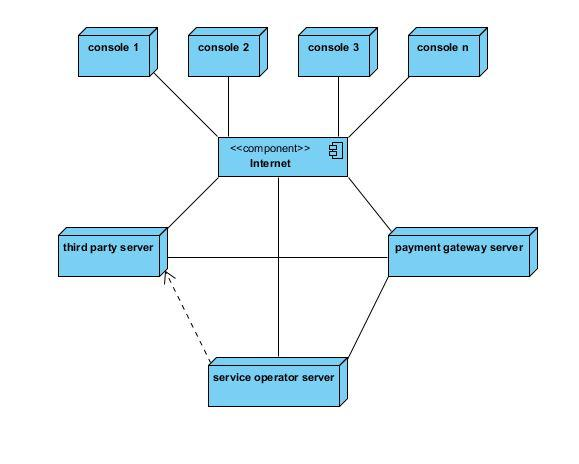 console 1
console 2
console 3
console n
<<component>>
Internet
third party server
payment gateway server
service operator server